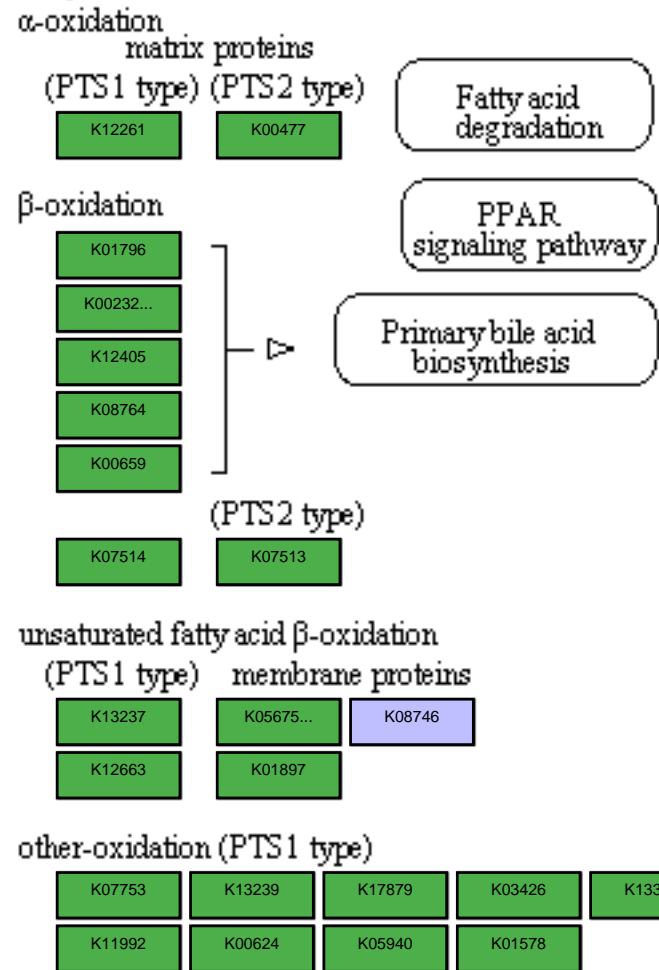 α-oxidation
matrix proteins
(PTS1 type) (PTS2 type)
K12261 K00477
Fatty acid
degradation
β-oxidation
PPAR
signaling pathway
K01796
K00232...
K12405
K08764
K00659
Primary bile acid
biosynthesis
(PTS2 type)
K07514 K07513
unsaturated fatty acid β-oxidation
(PTS1 type) membrane proteins
K13237 K05675... K08746
K12663 K01897
other-oxidation (PTS1 type)
K07753 K13239 K17879 K03426 K133
K11992 K00624 K05940 K01578